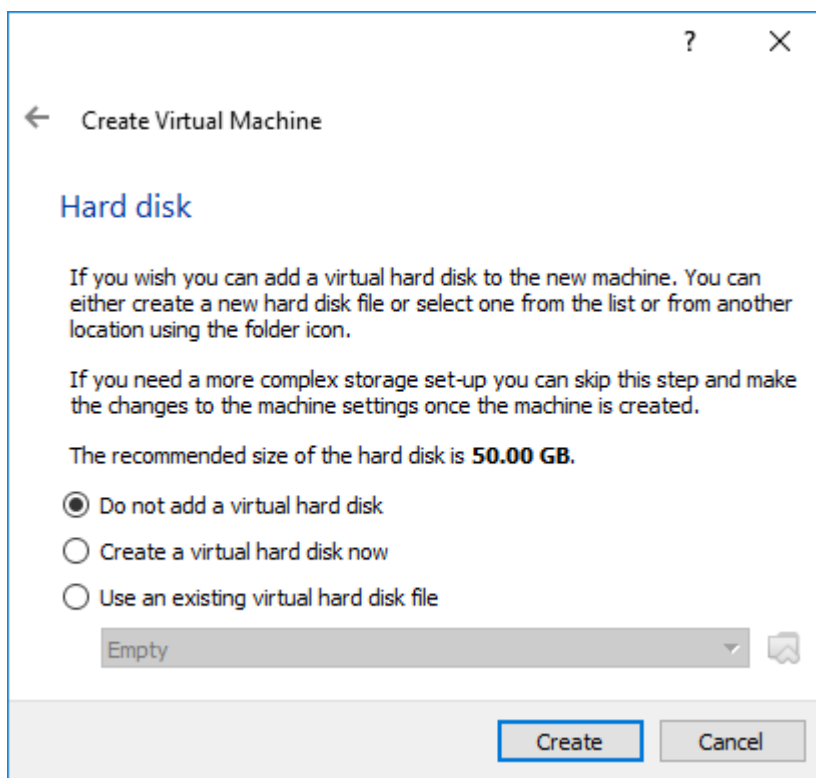 ?
Create Virtual Machine
Hard disk
If you wish you can add a virtual hard disk to the new machine. You can
either create a new hard disk file or select one from the list or from another
location using the folder icon.
If you need a more complex storage set-up you can skip this step and make
the changes to the machine settings once the machine is created.
The recommended size of the hard disk is 50.00 GB.
Do not add a virtual hard disk
Create a virtual hard disk now
Use an existing virtual hard disk file
Empty
Create Cancel